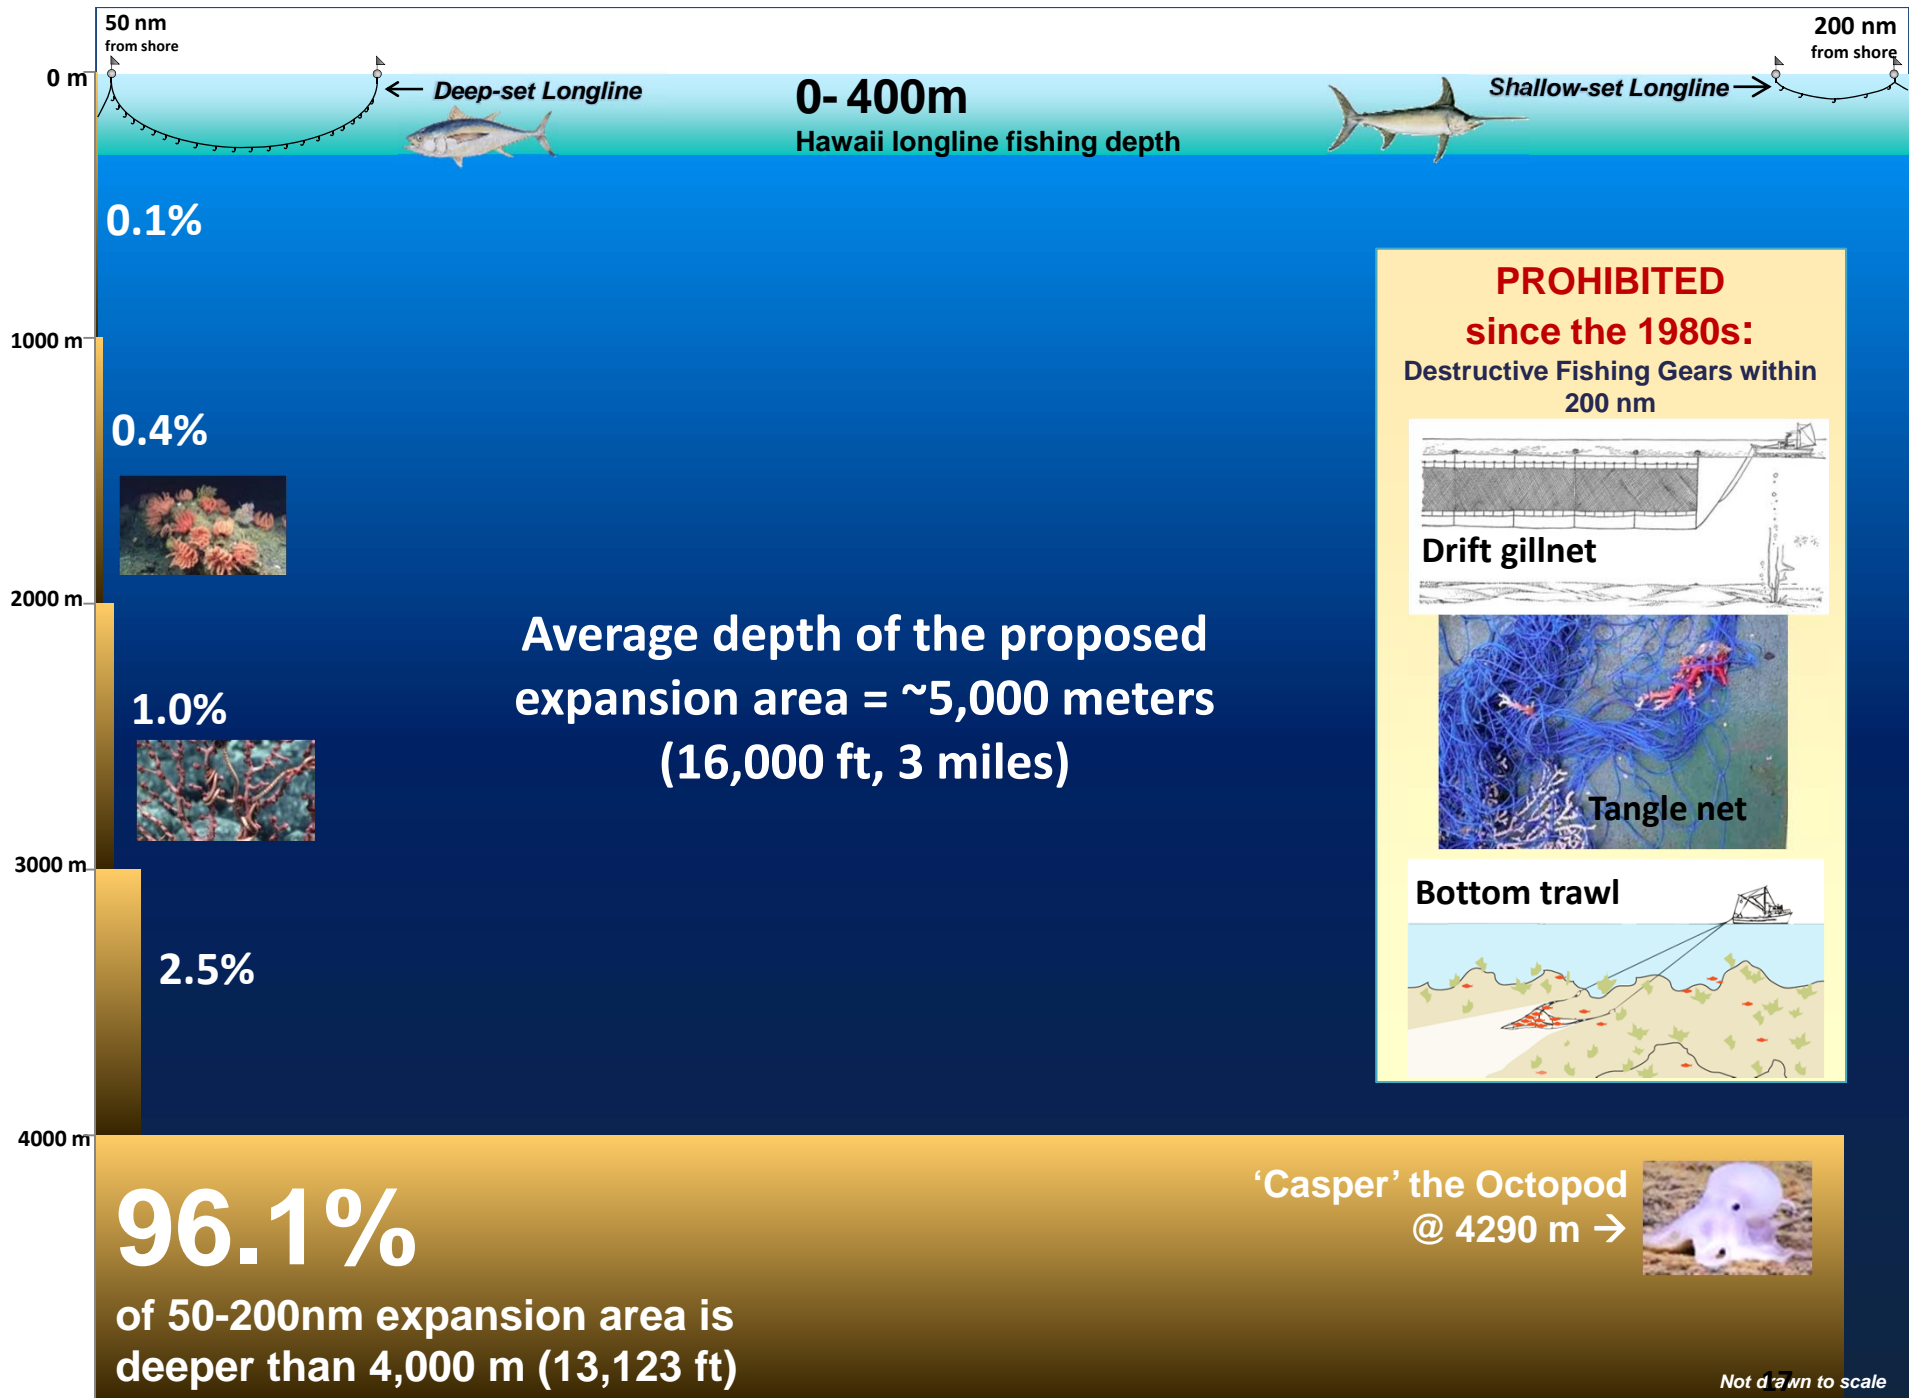 50 nm
from shore
200 nm
from shore
0 m
Deep-set Longline
0- 400m
Hawaii longline fishing depth
Shallow-set Longline
0.1%
1000 m
0.4%
2000 m
1.0%
3000 m
2.5%
4000 m
Average depth of the proposed
expansion area = ~5,000 meters
(16,000 ft, 3 miles)
PROHIBITED
since the 1980s:
Destructive Fishing Gears within
200 nm
Drift gillnet
Tangle net
Bottom trawl
96.1%
of 50-200nm expansion area is
deeper than 4,000 m (13,123 ft)
‘Casper’ the Octopod
@ 4290 m →
Not drawn to scale
17